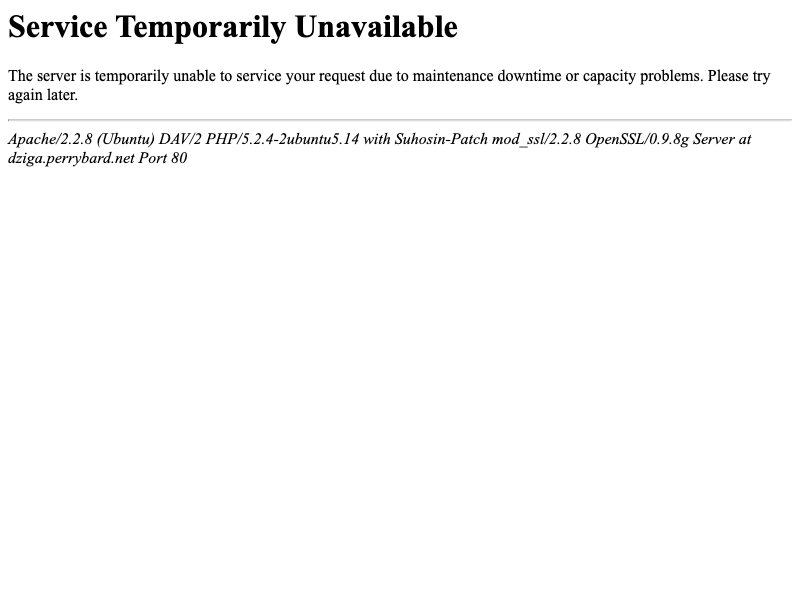 Service Temporarily Unavailable
The server is temporarily unable to service your request due to maintenance downtime or capacity problems. Please try
again later.
Apache/2.2.8 (Ubuntu) DAV/2 PHP/5.2.4-2ubuntu5.14 with Suhosin-Patch mod_ssl/2.2.8 OpenSSL/0.9.8g Server at
dziga.perrybard.net Port 80